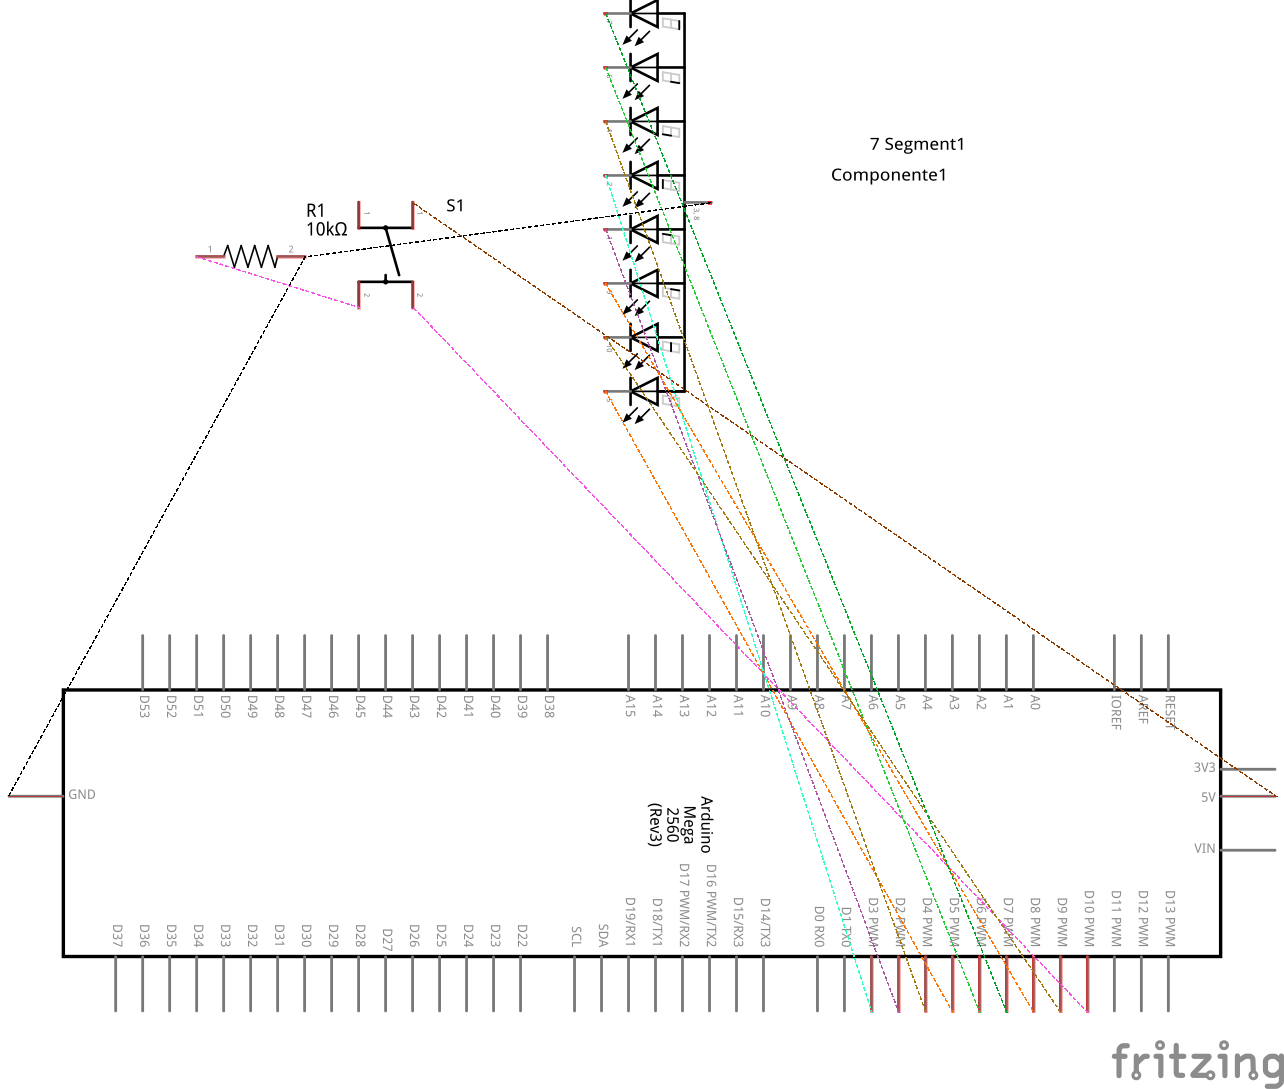 7 Segment1
Componente1
3, 8
R1
10kΩ
S1
1
2
1
1
2
2
10
D53
D52
D51
D50
D49
D48
D47
D46
D45
D44
D43
D42
D41
D40
D39
D38
A15
A14
A13
A12
A11
A10
A9
A8
A7
A6
A5
A4
A3
A2
A1
A0
IOREF
AREF
RESET
GND
3V3
5V
VIN
Arduino
Mega
2560
(Rev3)
D37
D36
D35
D34
D33
D32
D31
D30
D29
D28
D27
D26
D25
D24
D23
D22
SCL
SDA
D19/RX1
D18/TX1
D17 PWM/RX2
D16 PWM/TX2
D15/RX3
D14/TX3
D0 RX0
D1 TX0
D3 PWM
D2 PWM
D4 PWM
D5 PWM
D6 PWM
D7 PWM
D8 PWM
D9 PWM
D10 PWM
D11 PWM
D12 PWM
D13 PWM
fritzing